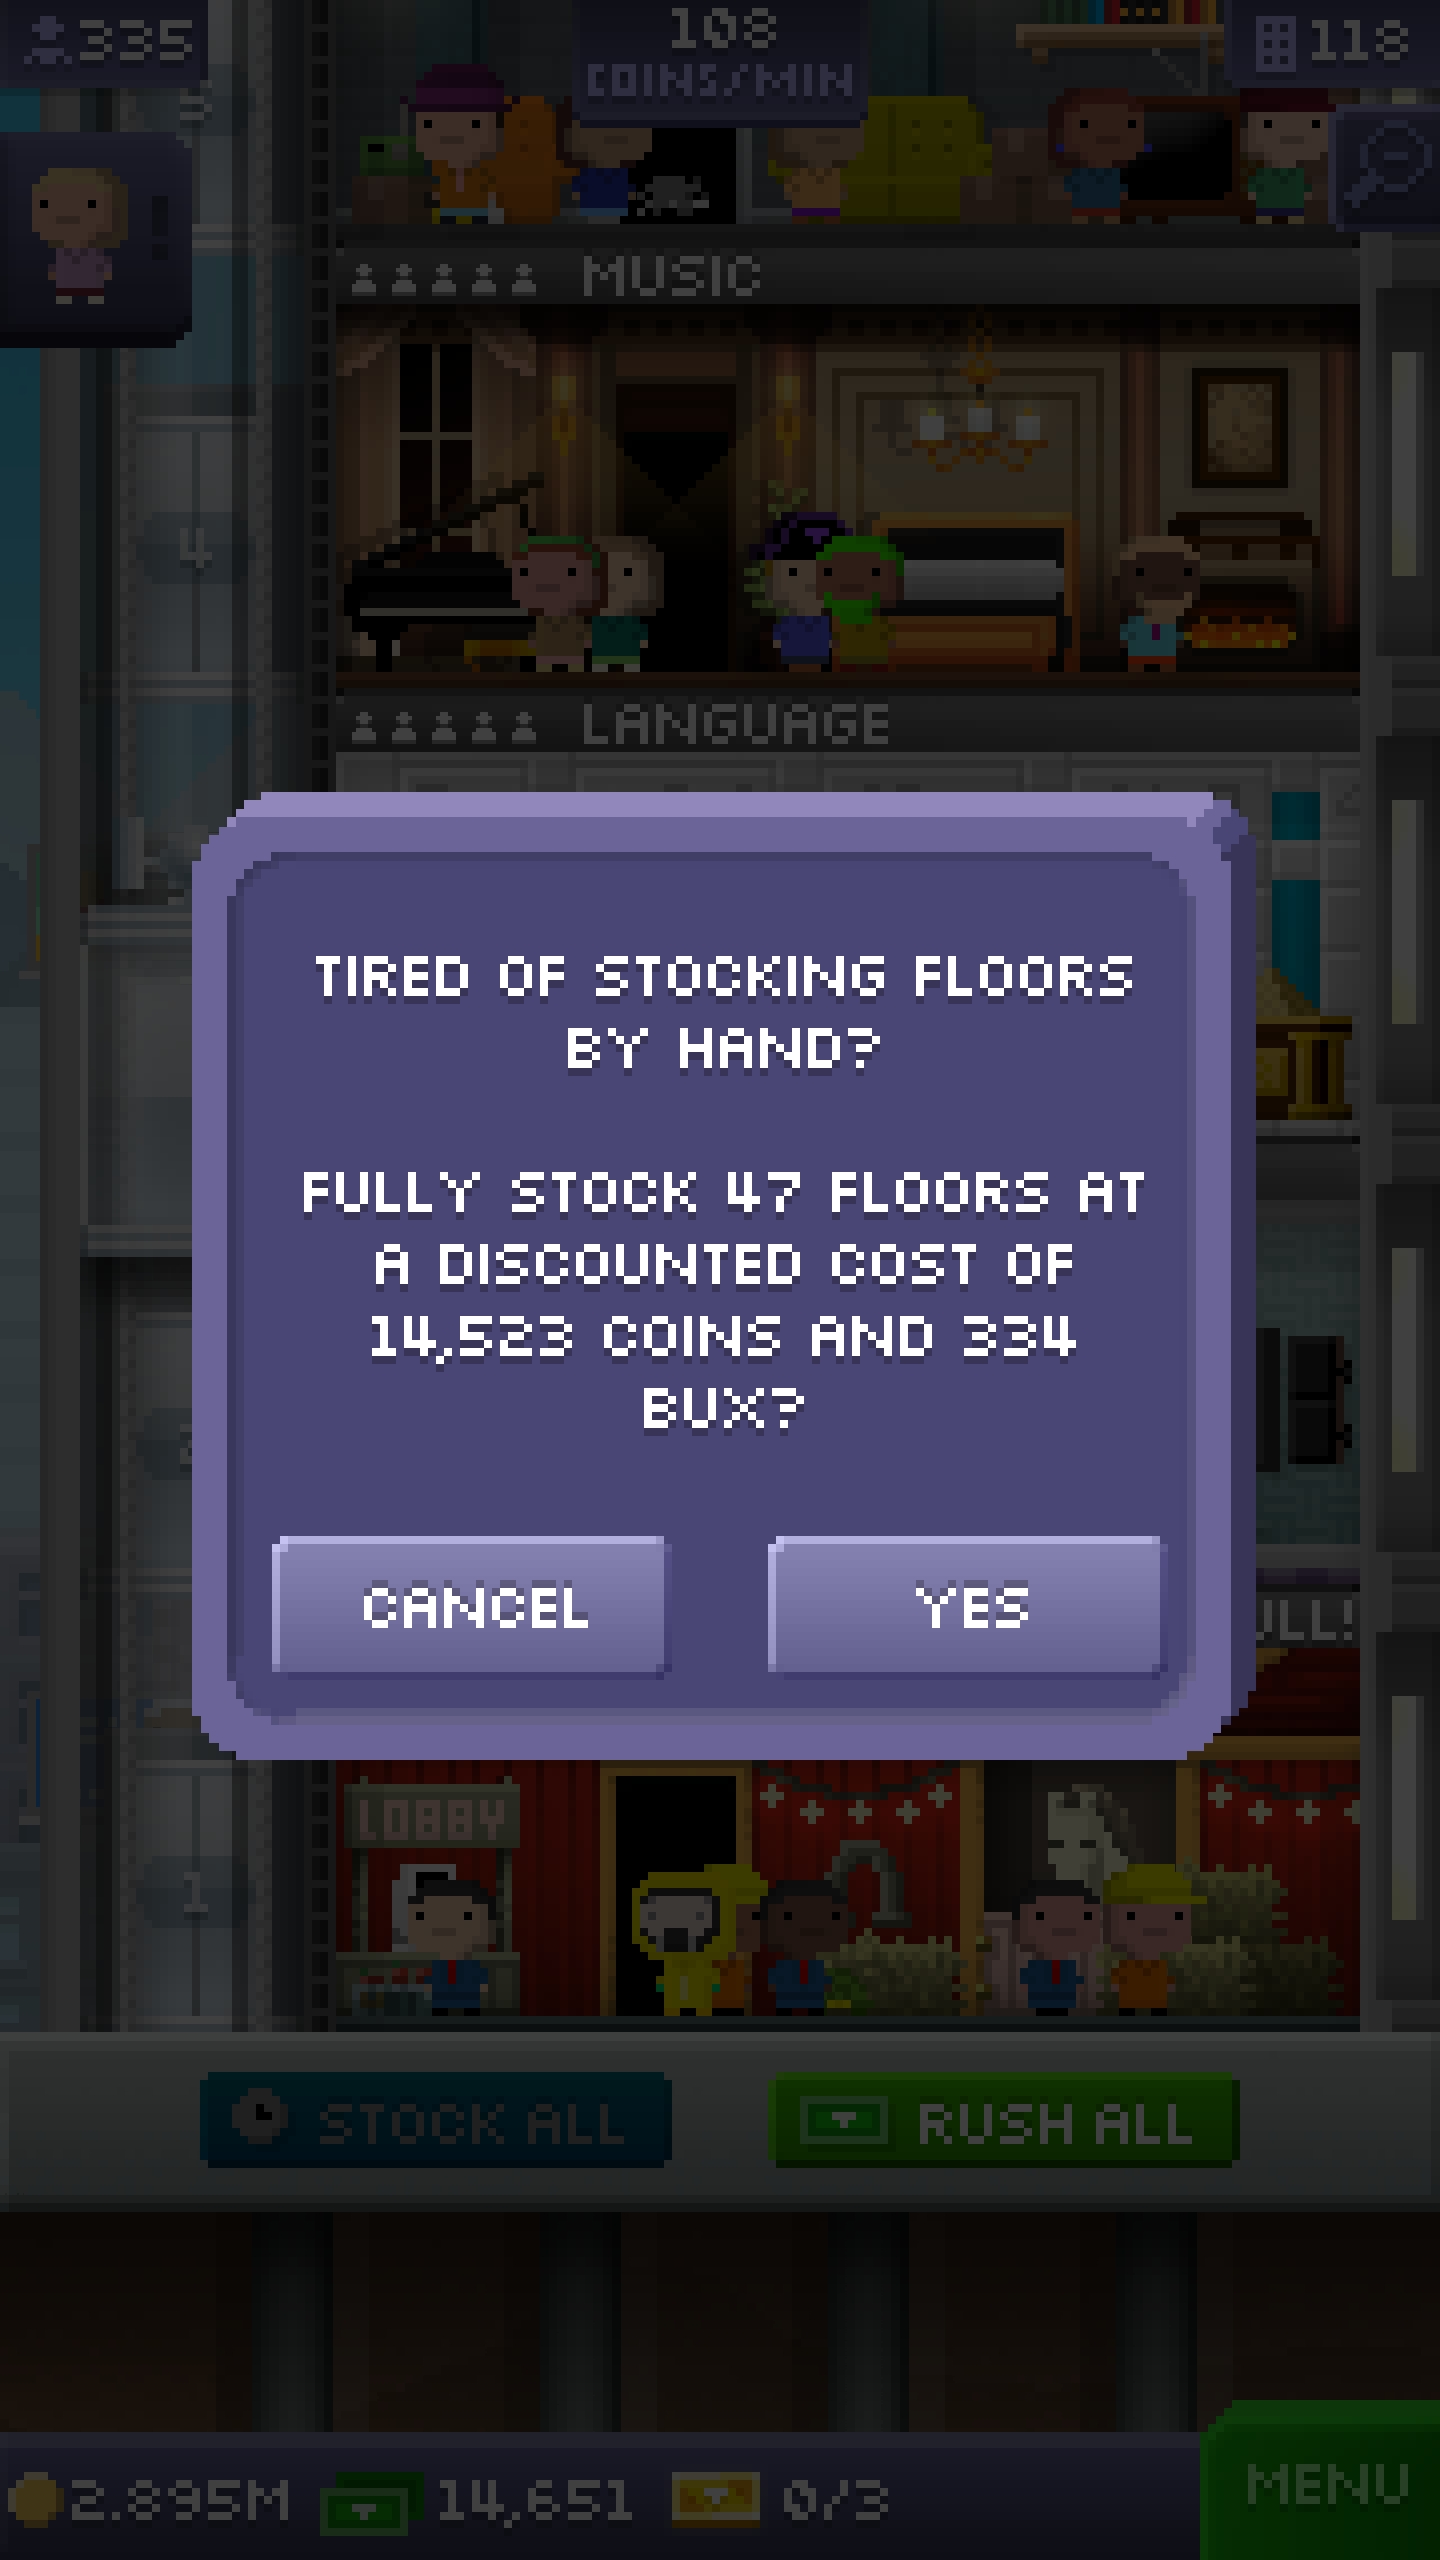 335
108
COINS/MIN
118
5
MUSIC
4
LANGUAGE
TIRED OF STOCKING FLOORS
BY HAND?
FULLY STOCK 47 FLOORS AT
A DISCOUNTED COST OF
14,523 COINS AND 334
BUX?
CANCEL
YES
LOBBY
1
STOCK ALL
RUSH ALL
2.895M
14,651
0/3
MENU